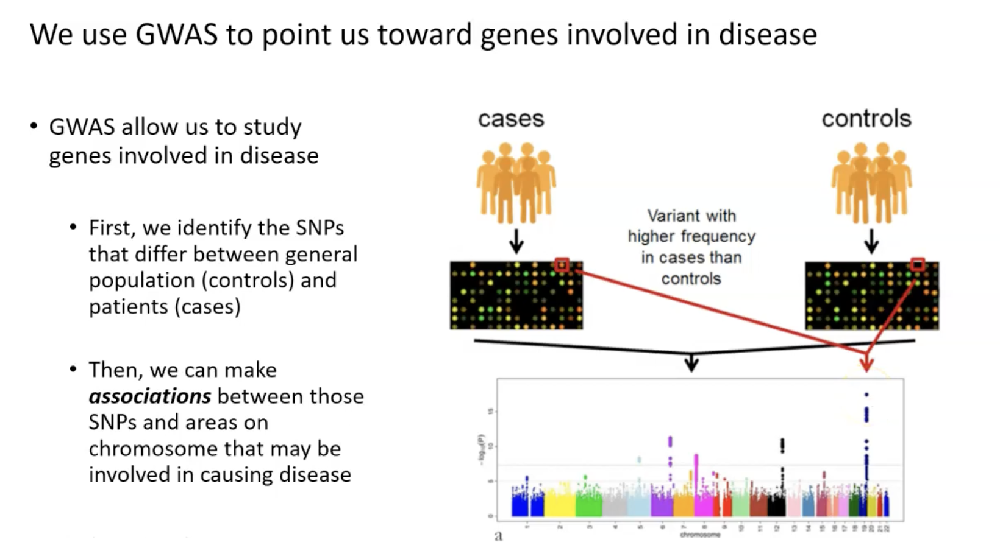 We use GWAS to point us toward genes involved in disease
• GWAS allow us to study
genes involved in disease
• First, we identify the SNPs
that differ between general
population (controls) and
patients (cases)
• Then, we can make
associations between those
SNPs and areas on
chromosome that may be
involved in causing disease
cases
controls
Variant with
higher frequency
in cases than
controls
-log10(P)
15
10
5
0
1 2 3 4 5 6 7 8 9 10 11 12 13 14 15 16 17 18 19 20 21 22
chromosome
a